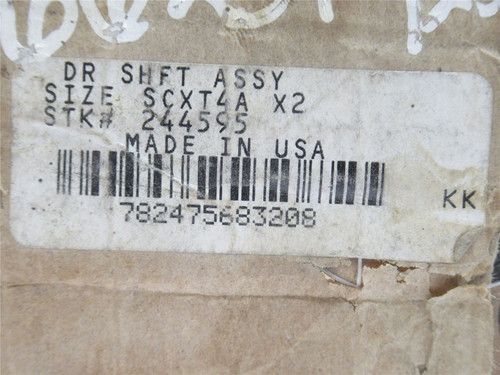 DR SHFT ASSY
SIZE SCXT4A X2
STK# 244595
MADE IN USA
782475683208
KK